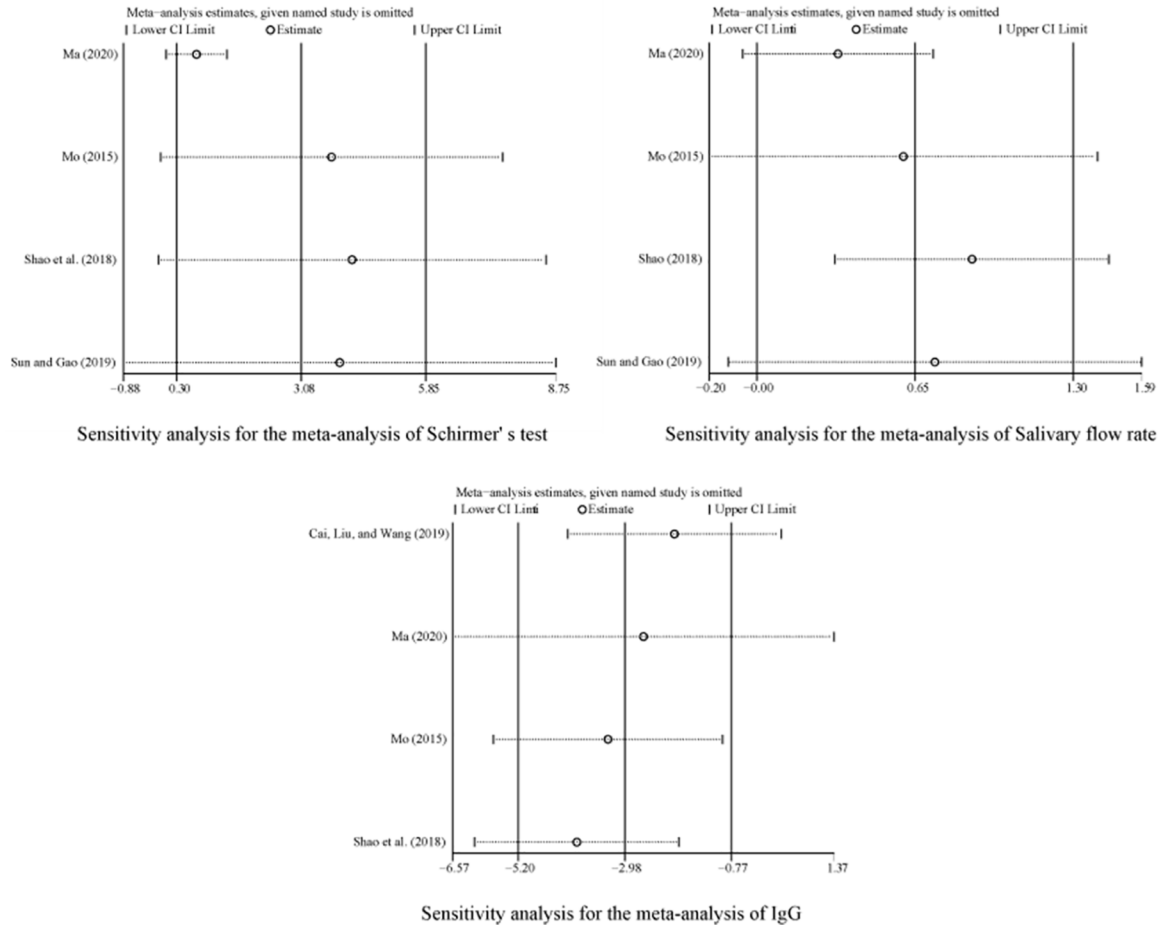 Meta−analysis estimates, given named study is omitted
Lower CI Limit Estimate Upper CI Limit
Ma (2020)
Mo (2015)
Shao et al. (2018)
Sun and Gao (2019)
−0.88 0.30 3.08 5.85 8.75
Sensitivity analysis for the meta-analysis of Schirmer' s test
Meta−analysis estimates, given named study is omitted
Lower CI Limti Estimate Upper CI Limit
Ma (2020)
Mo (2015)
Shao (2018)
Sun and Gao (2019)
−0.20 −0.00 0.65 1.30 1.59
Sensitivity analysis for the meta-analysis of Salivary flow rate
Meta−analysis estimates, given named study is omitted
Lower CI Limti Estimate Upper CI Limit
Cai, Liu, and Wang (2019)
Ma (2020)
Mo (2015)
Shao et al. (2018)
−6.57 −5.20 −2.98 −0.77 1.37
Sensitivity analysis for the meta-analysis of IgG